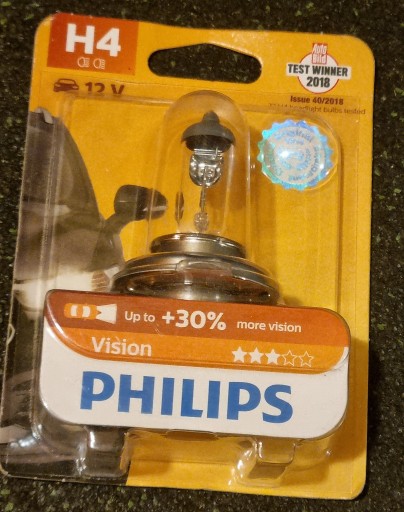 H4
Auto
Bild
TEST WINNER
2018
12 V
Issue 40/2018
Up to +30% more vision
Vision
PHILIPS